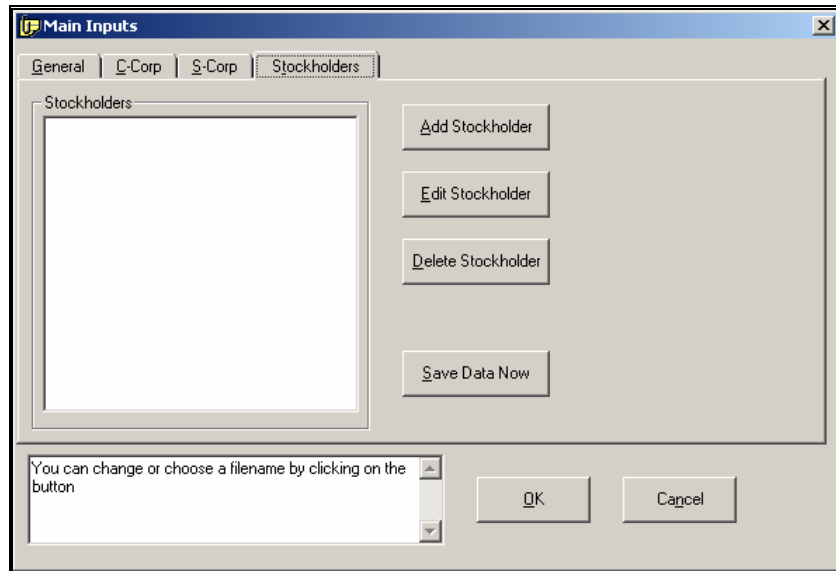 Main Inputs
General C-Corp S-Corp Stockholders
Stockholders
Add Stockholder
Edit Stockholder
Delete Stockholder
Save Data Now
You can change or choose a filename by clicking on the
button
OK Cancel